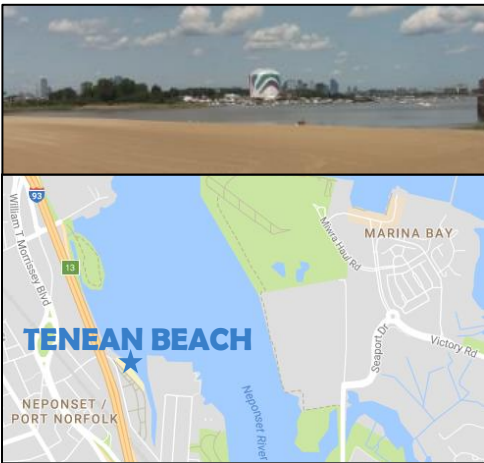 93
William T Morrissey Blvd
13
TENEAN BEACH
NEPONSET /
PORT NORFOLK
Neponset River
Milwra Haul Rd
MARINA BAY
Seaport Dr
Victory Rd